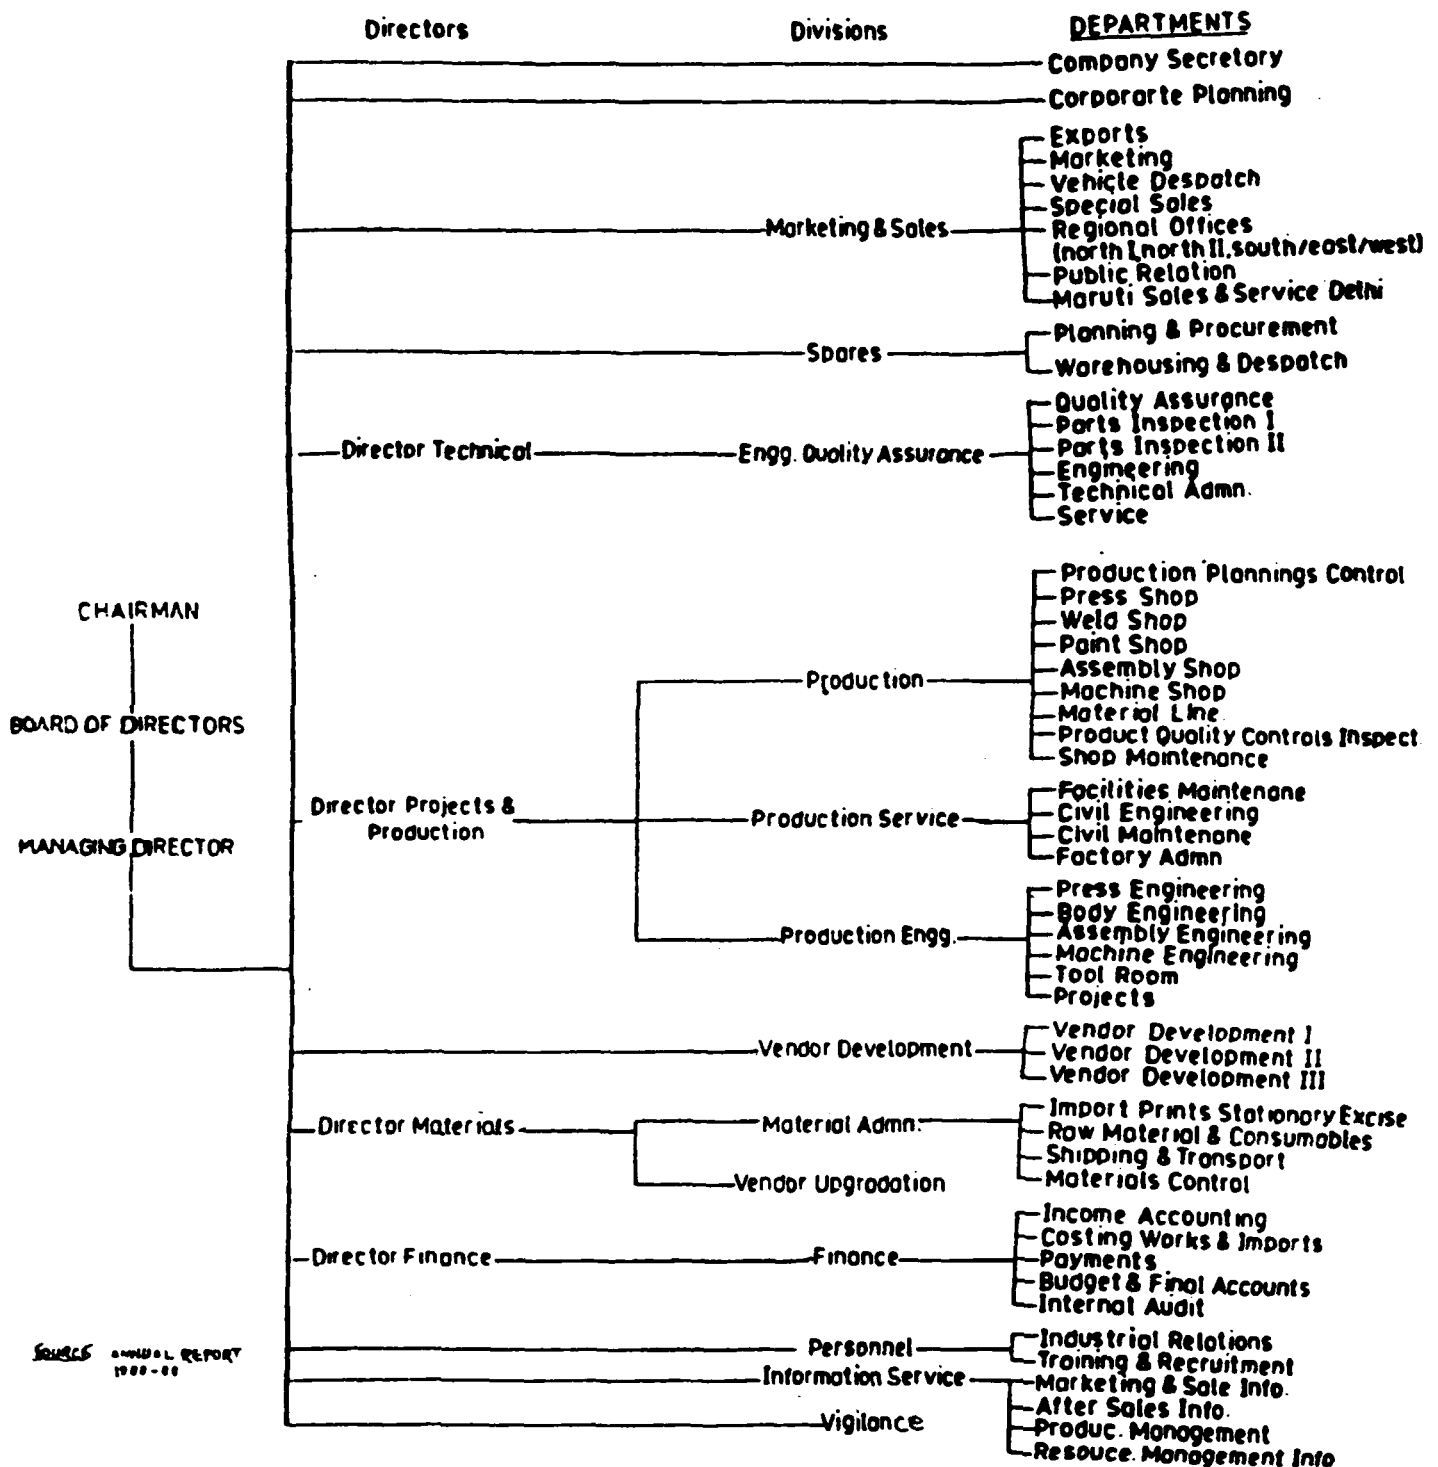 Directors Divisions DEPARTMENTS
Company Secretary
Corporarte Planning
Exports
Marketing
Vehicle Despatch
Special Sales
Marketing & Sales Regional Offices
(north I, north II, south/east/west)
Public Relation
Maruti Sales & Service Delhi
Planning & Procurement
Spares
Warehousing & Despatch
Quality Assurance
Parts Inspection I
Director Technical Engg. Quality Assurance Parts Inspection II
Engineering
Technical Admn.
Service
Production Plannings Control
Press Shop
CHAIRMAN
Weld Shop
Paint Shop
Assembly Shop
Production
Machine Shop
Material Line
BOARD OF DIRECTORS
Product Quality Controls Inspect
Shop Maintenance
Facilities Maintenane
Director Projects &
Production
Production Service
Civil Engineering
Civil Maintenane
MANAGING DIRECTOR
Factory Admn
Press Engineering
Body Engineering
Production Engg. Assembly Engineering
Machine Engineering
Tool Room
Projects
Vendor Development I
Vendor Development Vendor Development II
Vendor Development III
Import Prints Stationary Excise
Director Materials Material Admn. Raw Material & Consumables
Shipping & Transport
Vendor Upgradation Materials Control
Income Accounting
Costing Works & Imports
Director Finance Finance Payments
Budget & Final Accounts
Internal Audit
Industrial Relations
Personnel
Training & Recruitment
SOURCE ANNUAL REPORT
Information Service Marketing & Sale Info.
After Sales Info.
Vigilance
Produc. Management
Resouce. Management Info